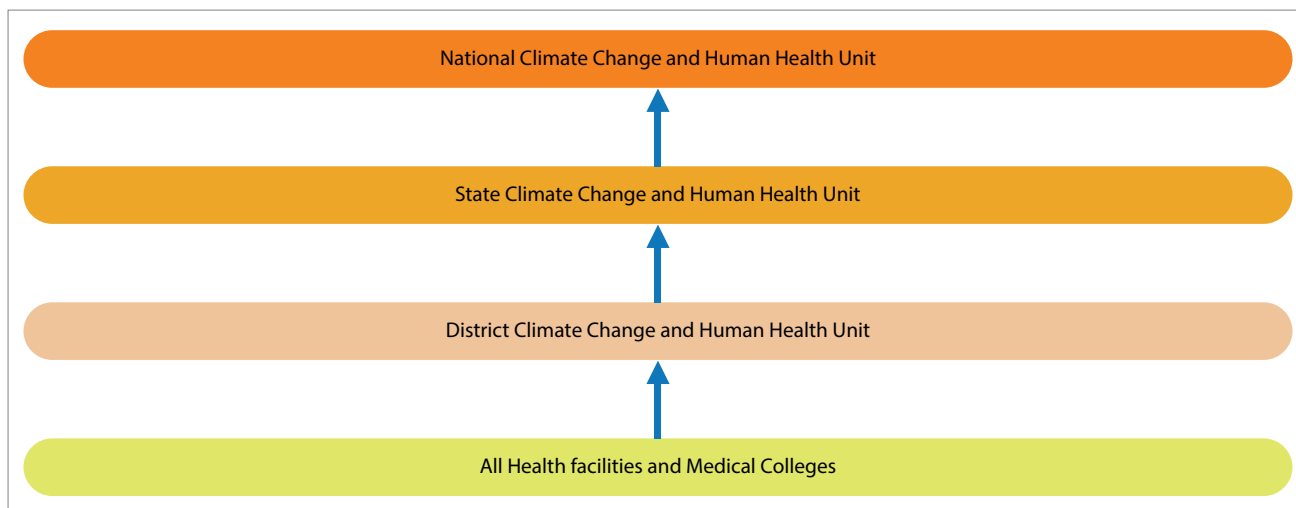 National Climate Change and Human Health Unit
State Climate Change and Human Health Unit
District Climate Change and Human Health Unit
All Health facilities and Medical Colleges